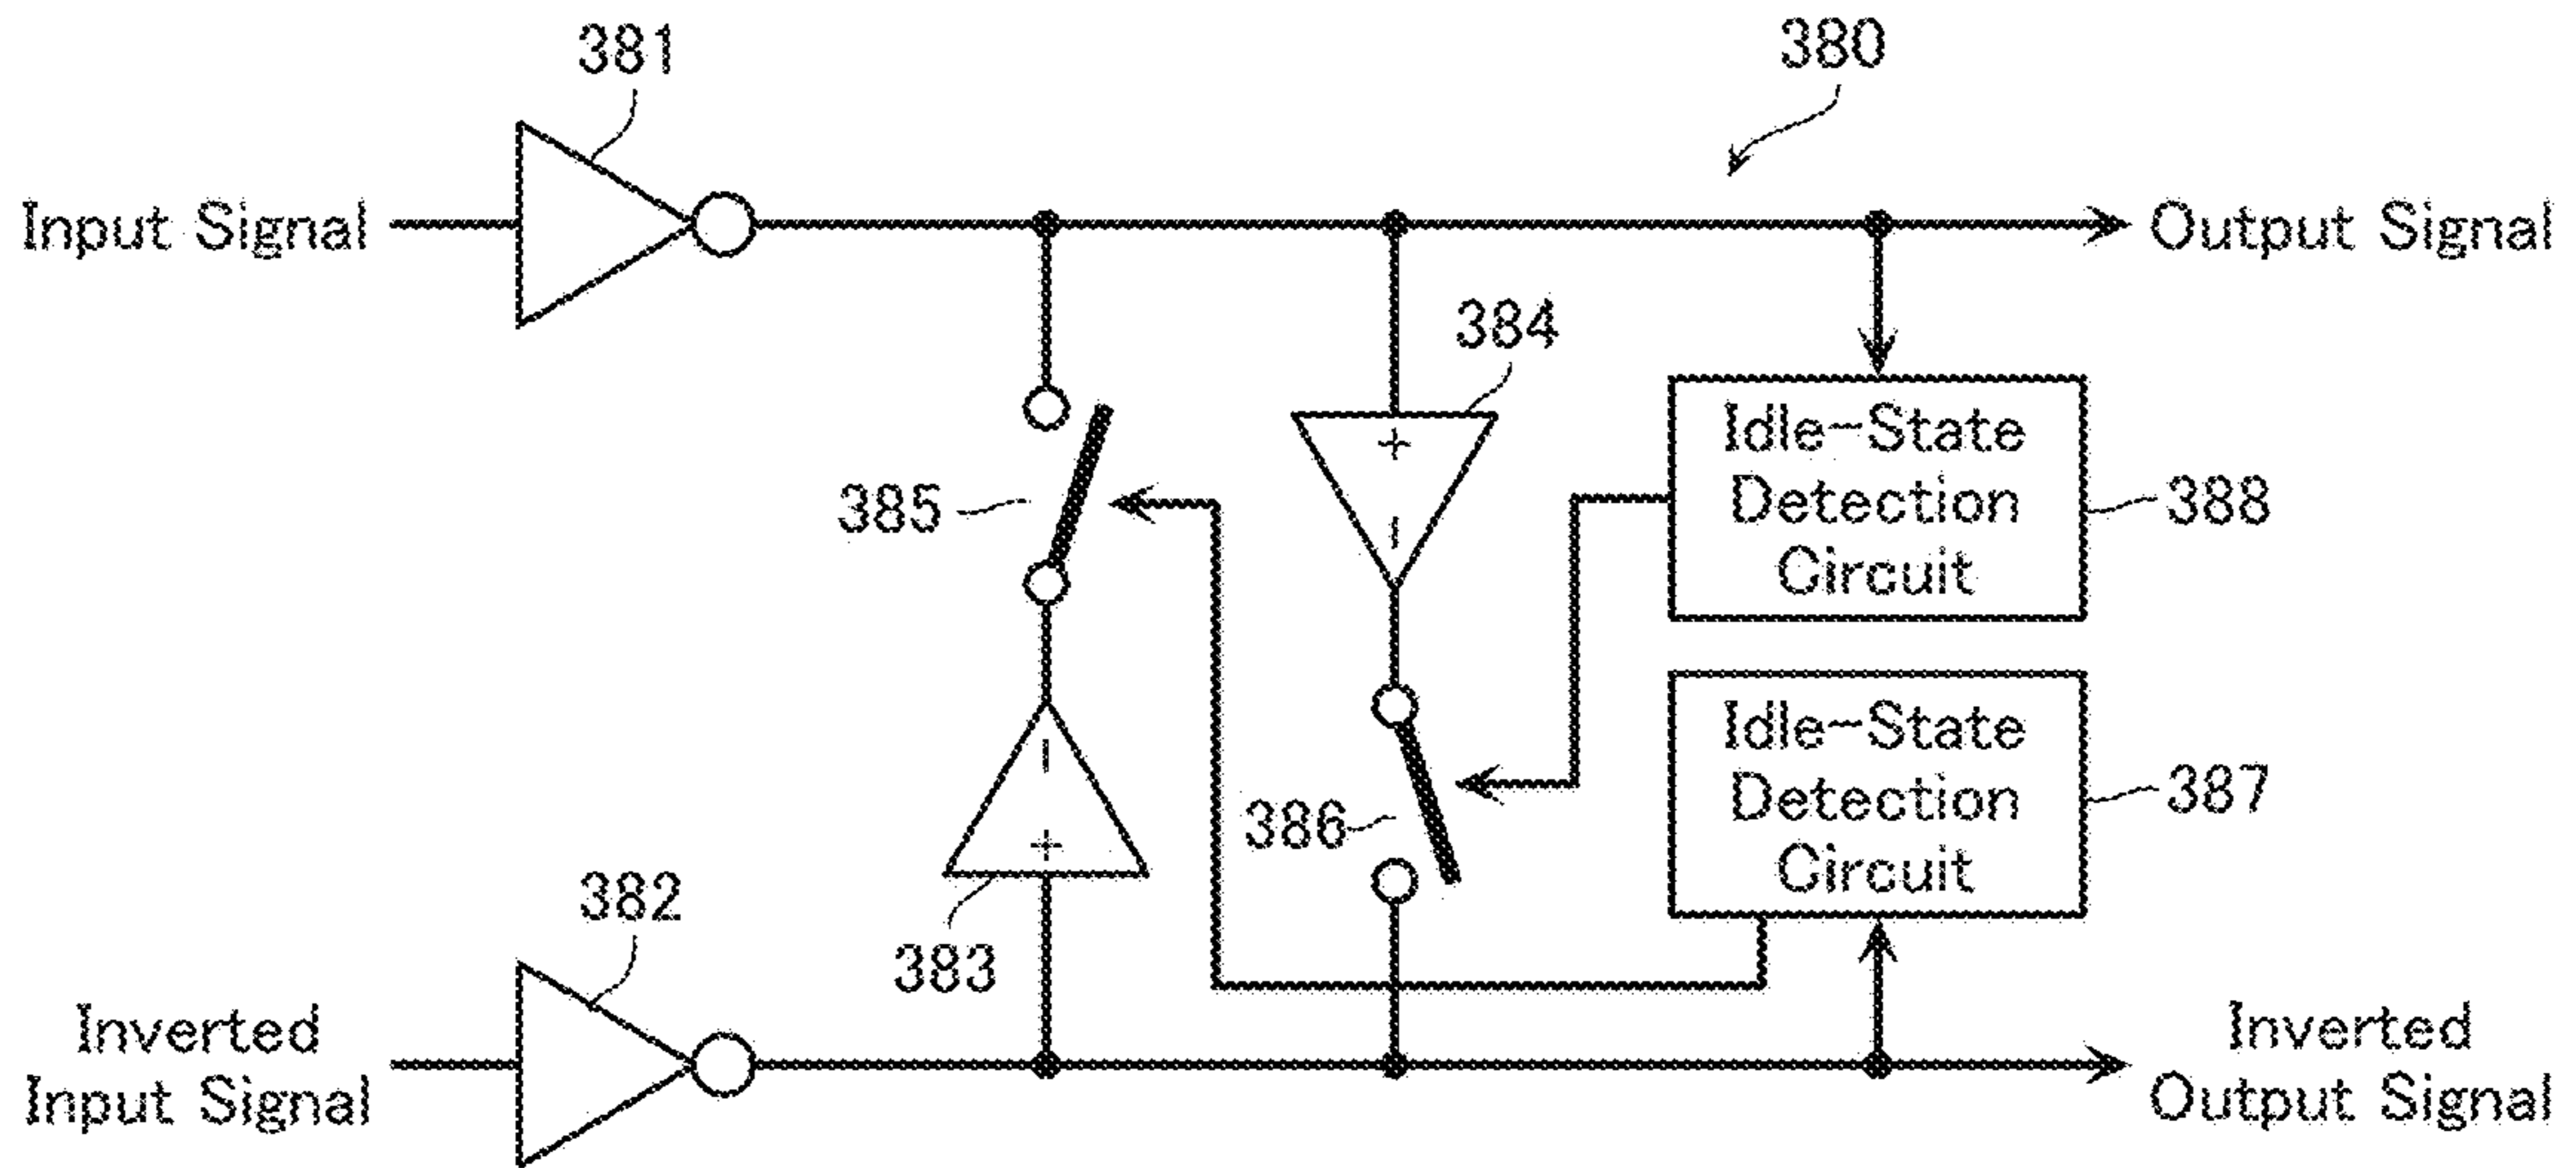 381
380
Input Signal
Output Signal
384
+
−
Idle-State
Detection
Circuit
388
385
Idle-State
Detection
Circuit
387
386
−
+
383
382
Inverted
Input Signal
Inverted
Output Signal